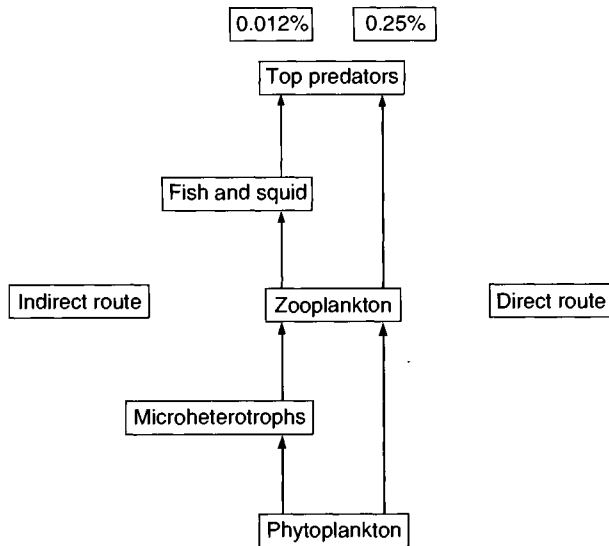 0.012% 0.25%
Top predators
Fish and squid
Indirect route Zooplankton Direct route
Microheterotrophs
Phytoplankton